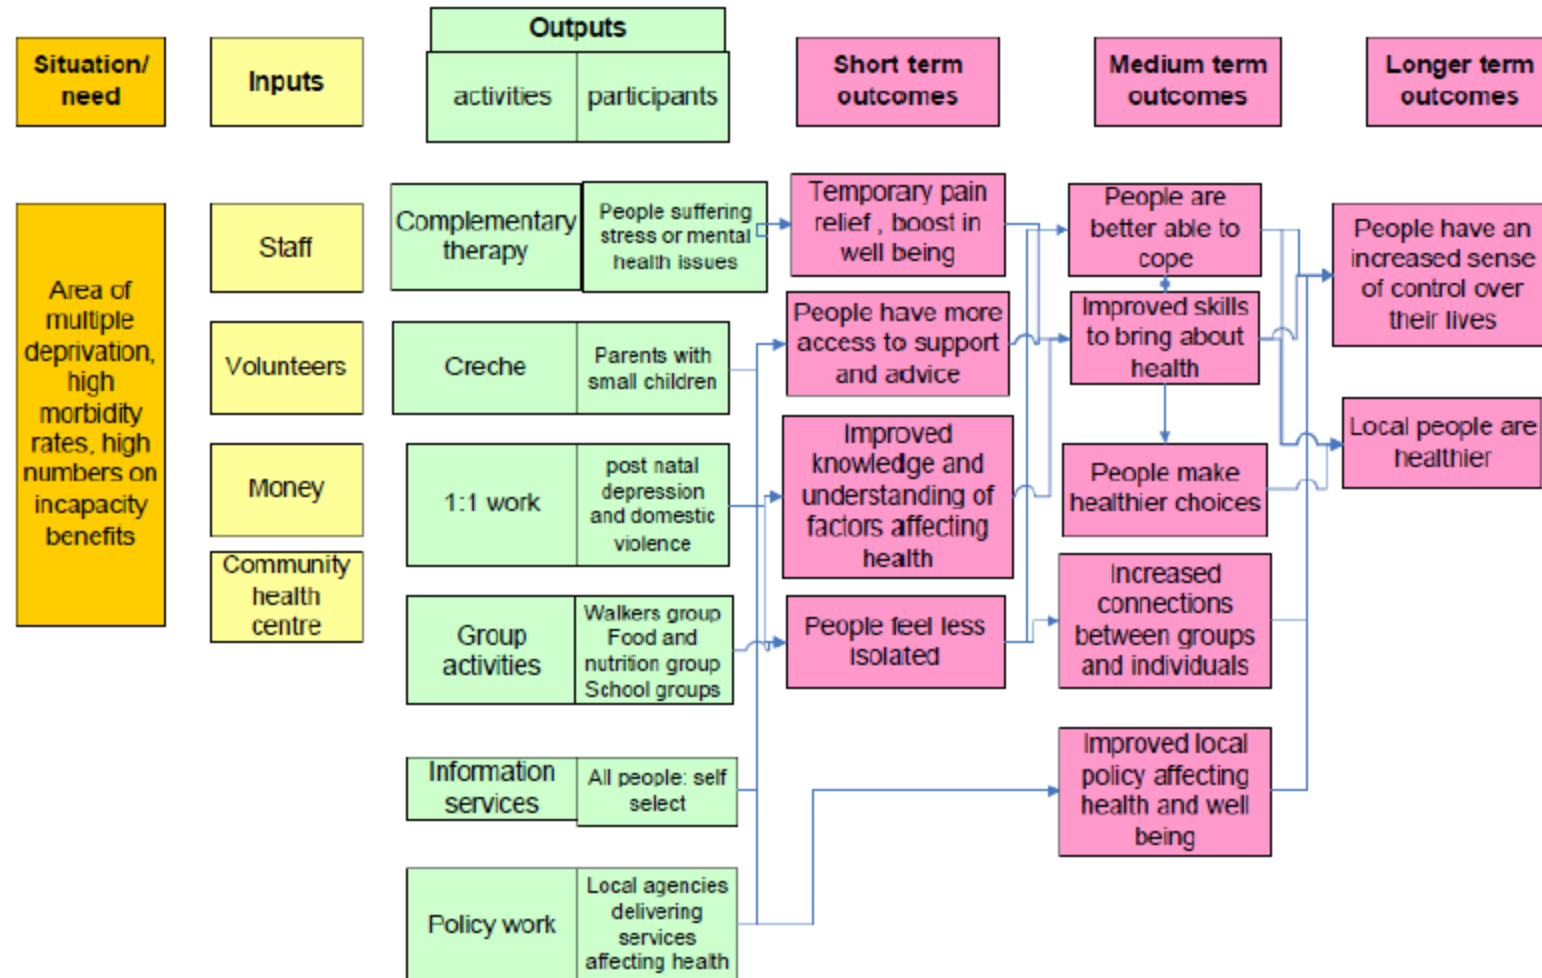 Outputs
Situation/
need
Inputs
activities
participants
Short term
outcomes
Medium term
outcomes
Longer term
outcomes
Area of
multiple
deprivation,
high
morbidity
rates, high
numbers on
incapacity
benefits
Staff
Volunteers
Money
Community
health
centre
Complementary
therapy
People suffering
stress or mental
health issues
Creche
Parents with
small children
1:1 work
post natal
depression
and domestic
violence
Group
activities
Walkers group
Food and
nutrition group
School groups
Information
services
All people: self
select
Policy work
Local agencies
delivering
services
affecting health
Temporary pain
relief , boost in
well being
People have more
access to support
and advice
Improved
knowledge and
understanding of
factors affecting
health
People feel less
isolated
People are
better able to
cope
Improved skills
to bring about
health
People make
healthier choices
Increased
connections
between groups
and individuals
Improved local
policy affecting
health and well
being
People have an
increased sense
of control over
their lives
Local people are
healthier